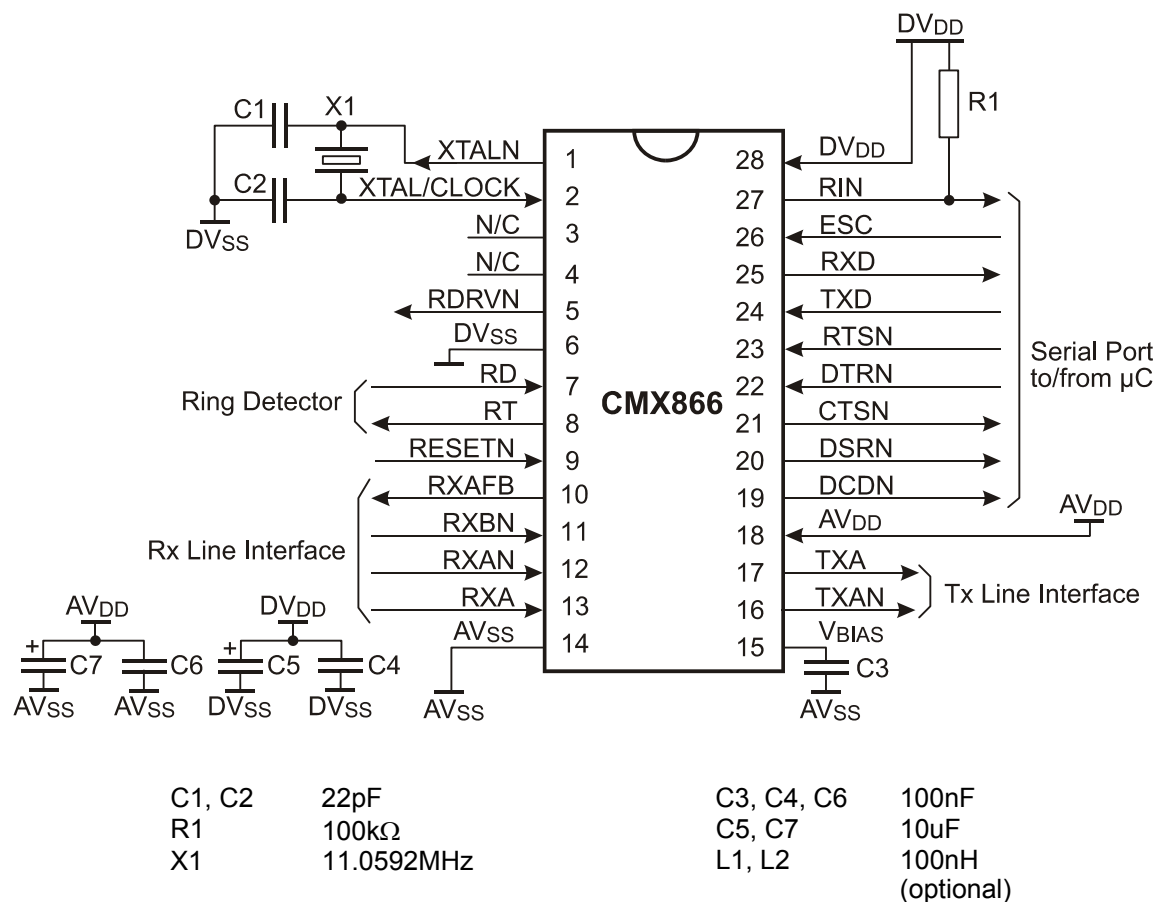 DVDD
R1
C1
X1
C2
DVSS
XTALN
XTAL/CLOCK
N/C
N/C
RDRVN
DVSS
RD
RT
Ring Detector
RESETN
RXAFB
RXBN
RXAN
RXA
Rx Line Interface
AVSS
AVSS
1
2
3
4
5
6
7
8
9
10
11
12
13
14
CMX866
28
27
26
25
24
23
22
21
20
19
18
17
16
15
DVDD
RIN
ESC
RXD
TXD
RTSN
DTRN
CTSN
DSRN
DCDN
AVDD
TXA
TXAN
VBIAS
Serial Port
to/from µC
AVDD
Tx Line Interface
C3
AVSS
AVDD
+
C7
C6
AVSS
AVSS
DVDD
+
C5
C4
DVSS
DVSS
C1, C2 22pF
R1 100kΩ
X1 11.0592MHz
C3, C4, C6 100nF
C5, C7 10uF
L1, L2 100nH
(optional)